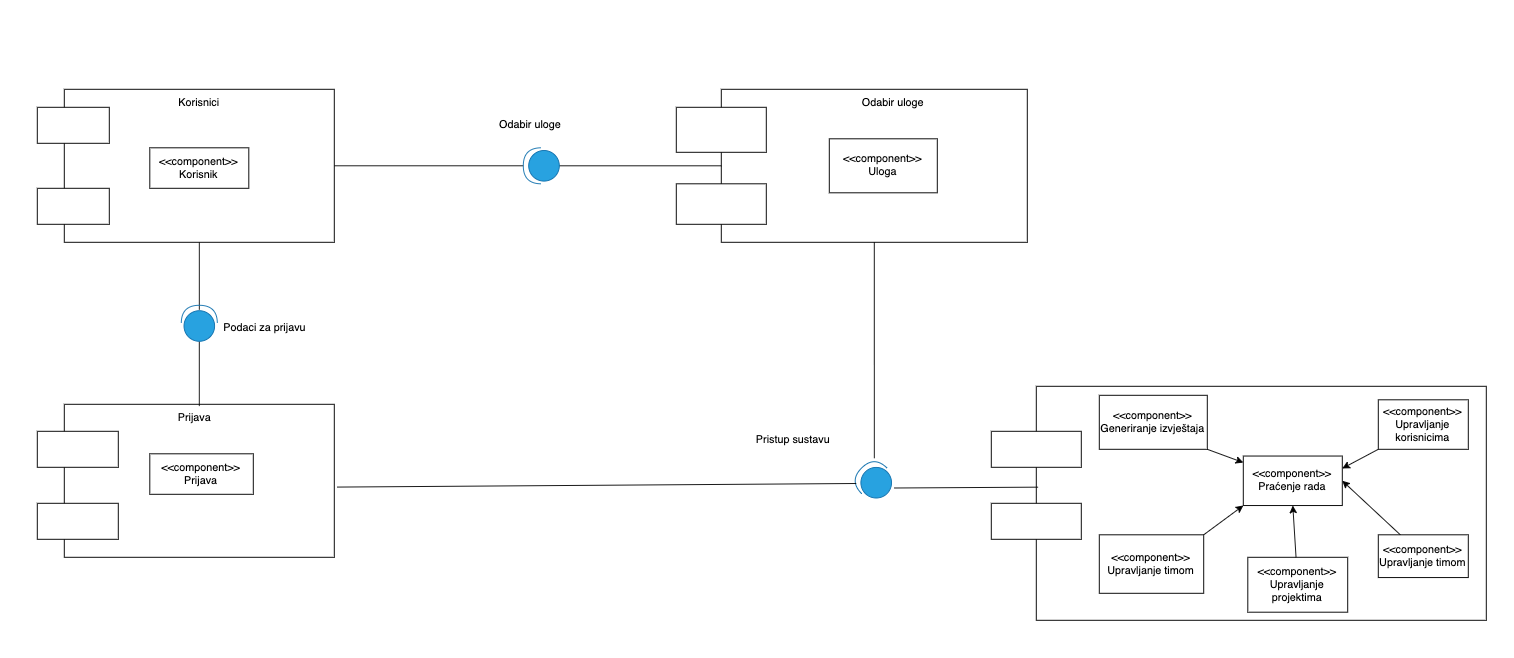 Korisnici
<<component>>
Korisnik
Odabir uloge
Odabir uloge
<<component>>
Uloga
Podaci za prijavu
Prijava
<<component>>
Prijava
Pristup sustavu
<<component>>
Generiranje izvještaja
<<component>>
Upravljanje
korisnicima
<<component>>
Praćenje rada
<<component>>
Upravljanje timom
<<component>>
Upravljanje
projektima
<<component>>
Upravljanje timom